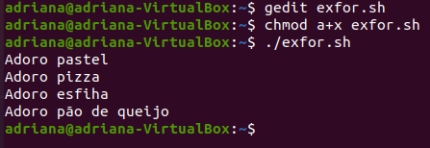 adriana@adriana-VirtualBox:~$ gedit exfor.sh
adriana@adriana-VirtualBox:~$ chmod a+x exfor.sh
adriana@adriana-VirtualBox:~$ ./exfor.sh
Adoro pastel
Adoro pizza
Adoro esfiha
Adoro pão de queijo
adriana@adriana-VirtualBox:~$